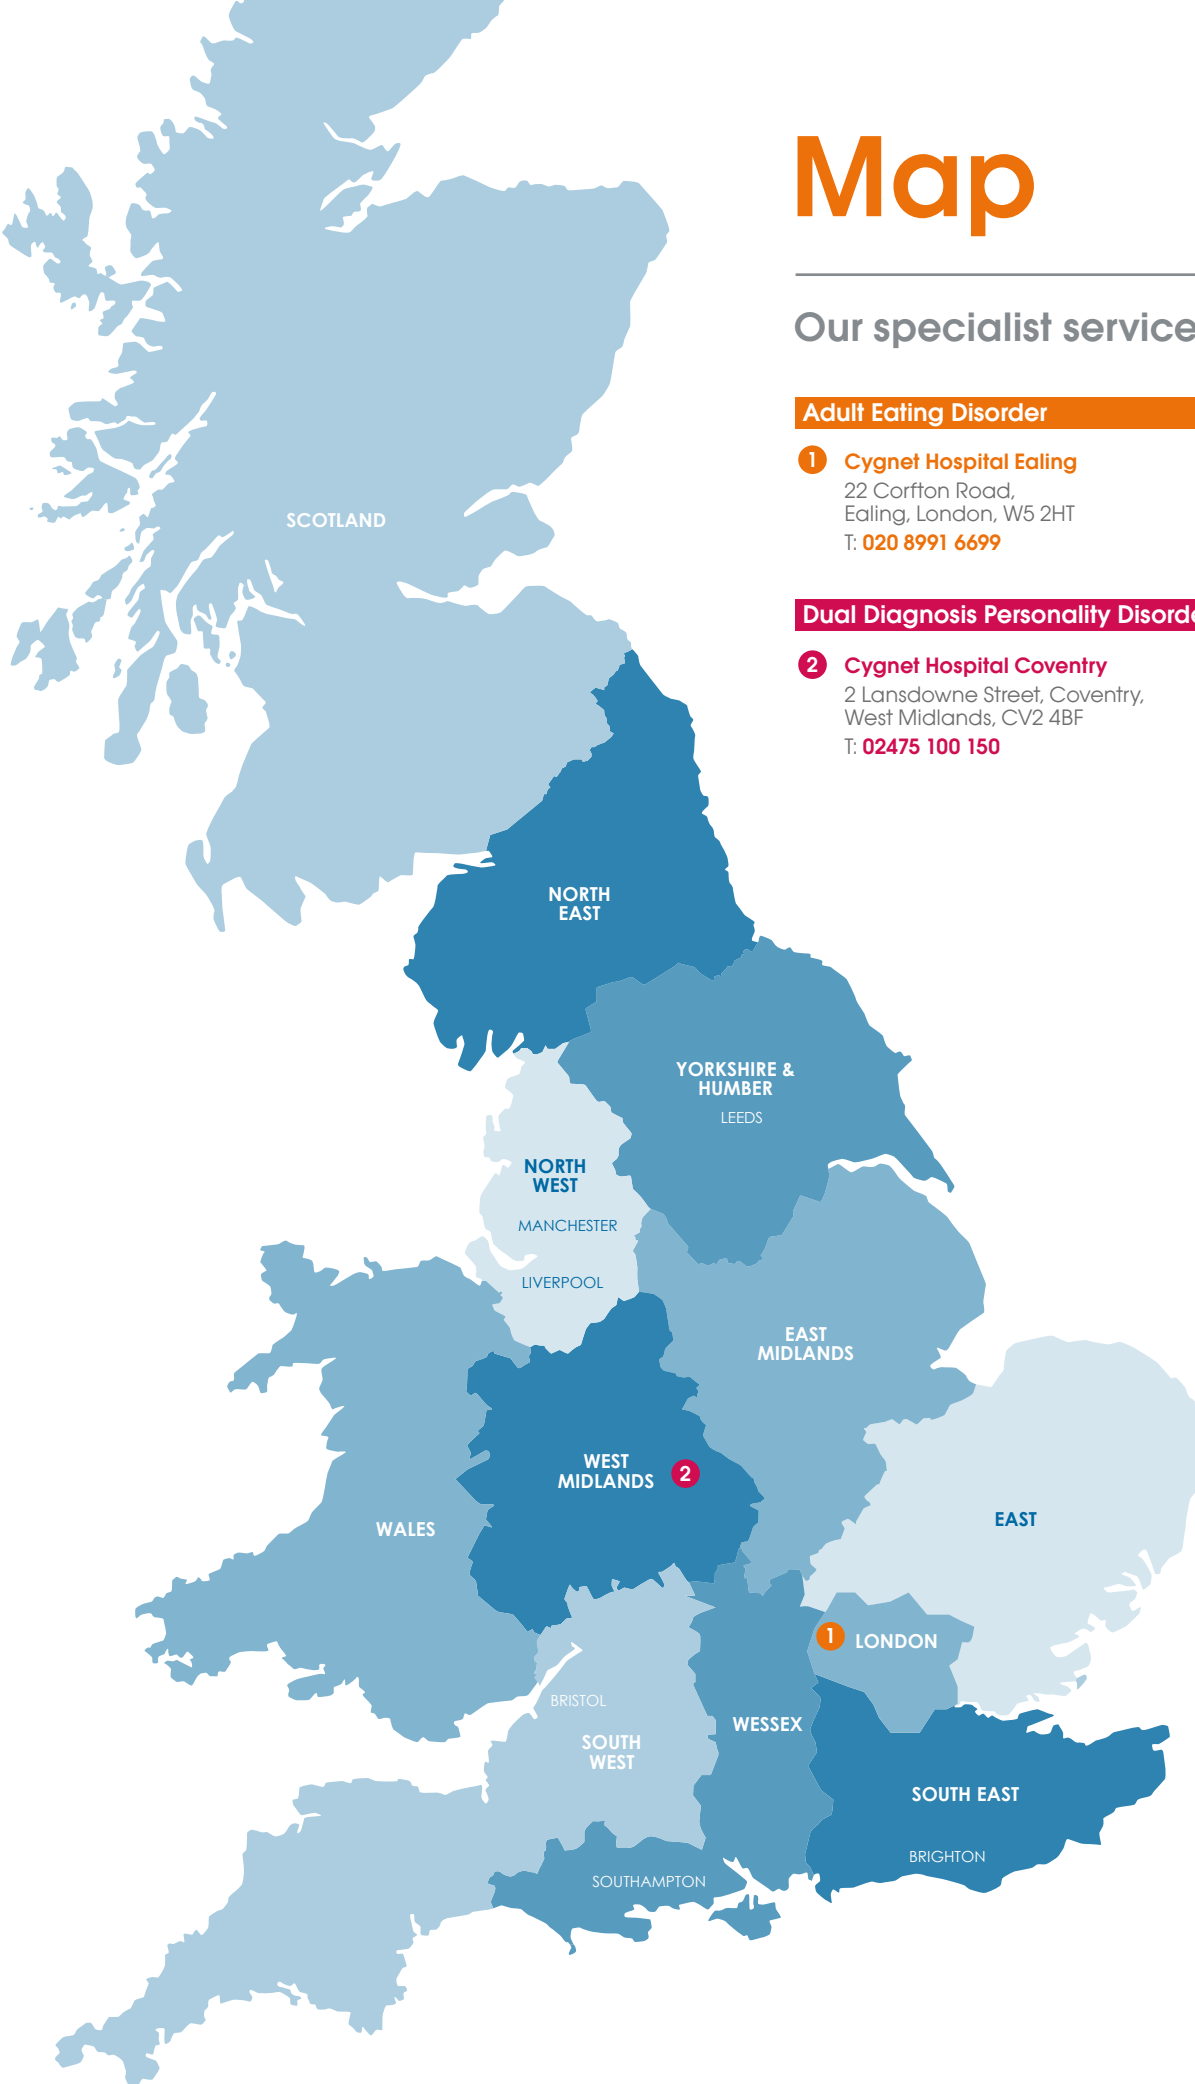 Map
Our specialist service
Adult Eating Disorder
1 Cygnet Hospital Ealing
22 Corfton Road,
Ealing, London, W5 2HT
T: 020 8991 6699
Dual Diagnosis Personality Disorde
2 Cygnet Hospital Coventry
2 Lansdowne Street, Coventry,
West Midlands, CV2 4BF
T: 02475 100 150
SCOTLAND
NORTH
EAST
YORKSHIRE &
HUMBER
LEEDS
NORTH
WEST
MANCHESTER
LIVERPOOL
EAST
MIDLANDS
WEST
MIDLANDS
2
EAST
WALES
1
LONDON
BRISTOL
WESSEX
SOUTH
WEST
SOUTH EAST
BRIGHTON
SOUTHAMPTON